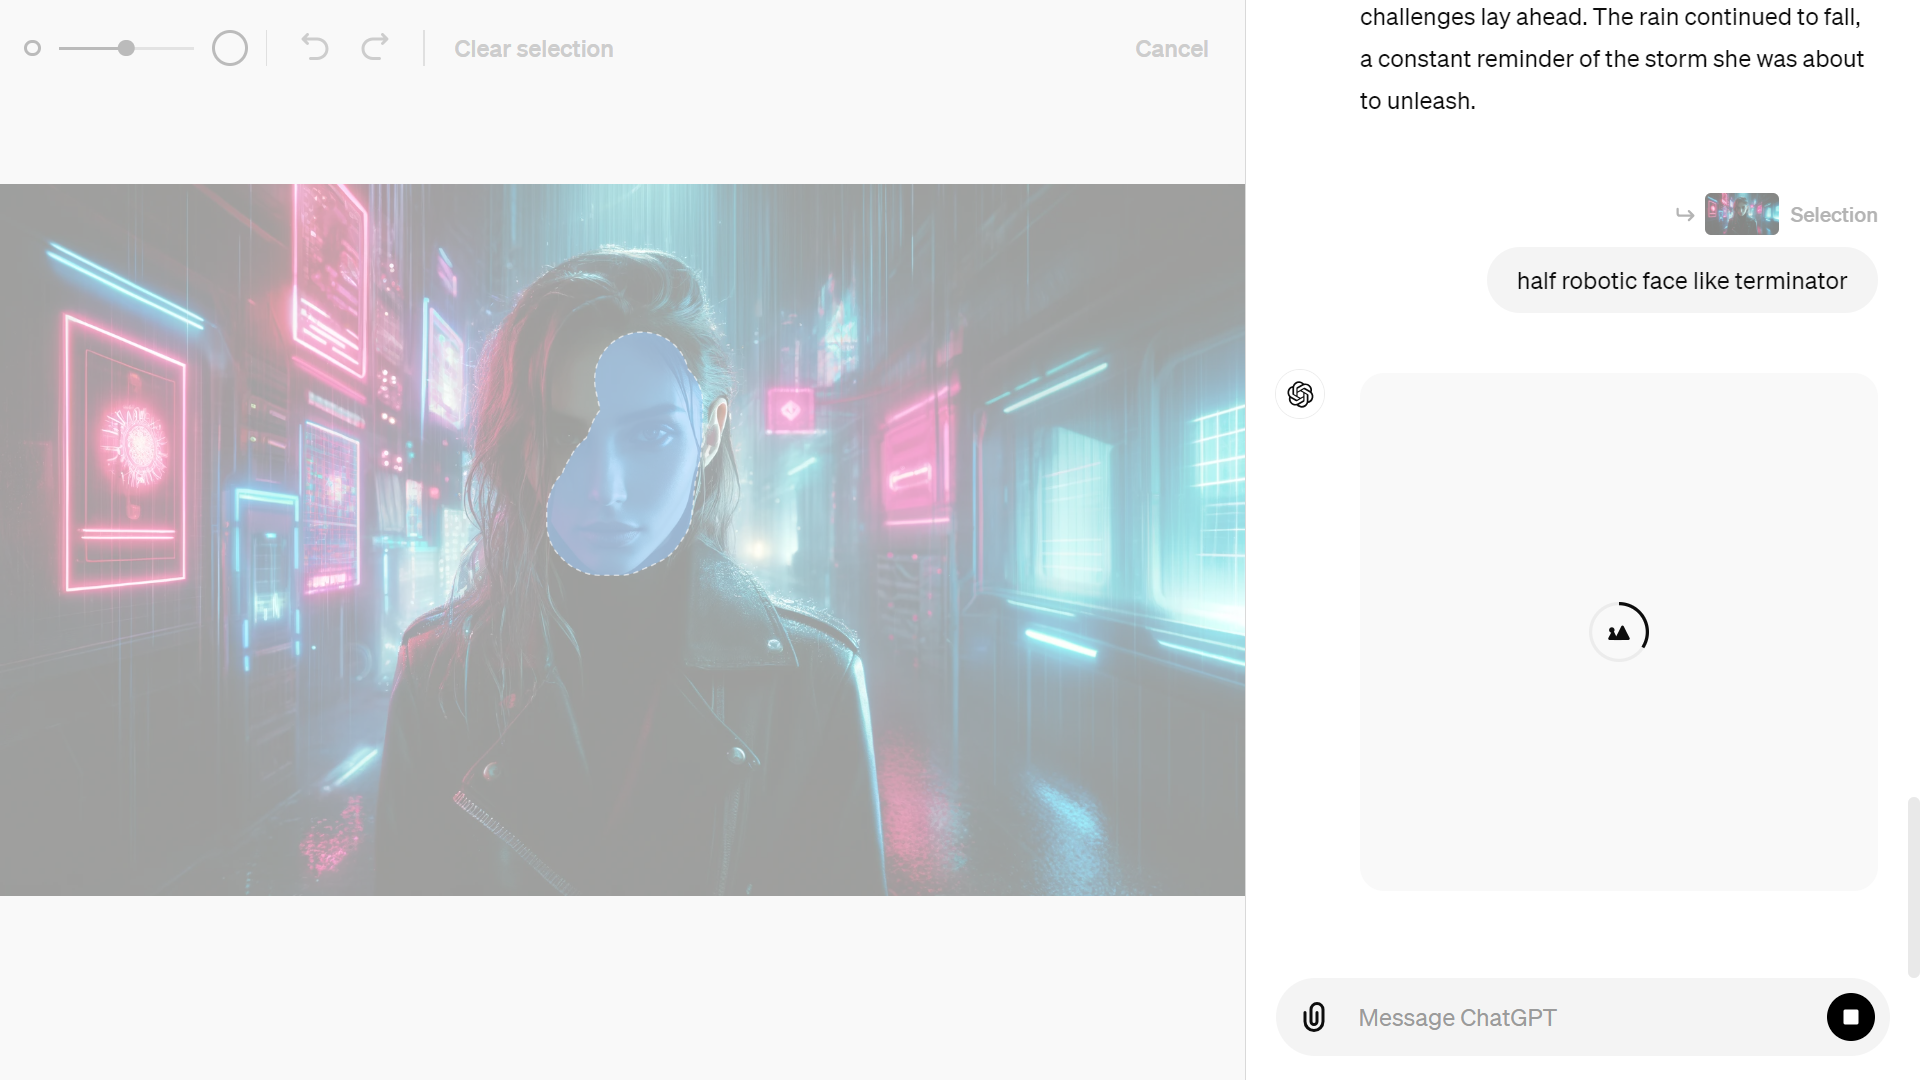 Clear selection
Cancel
challenges lay ahead. The rain continued to fall,
a constant reminder of the storm she was about
to unleash.
Selection
half robotic face like terminator
Message ChatGPT